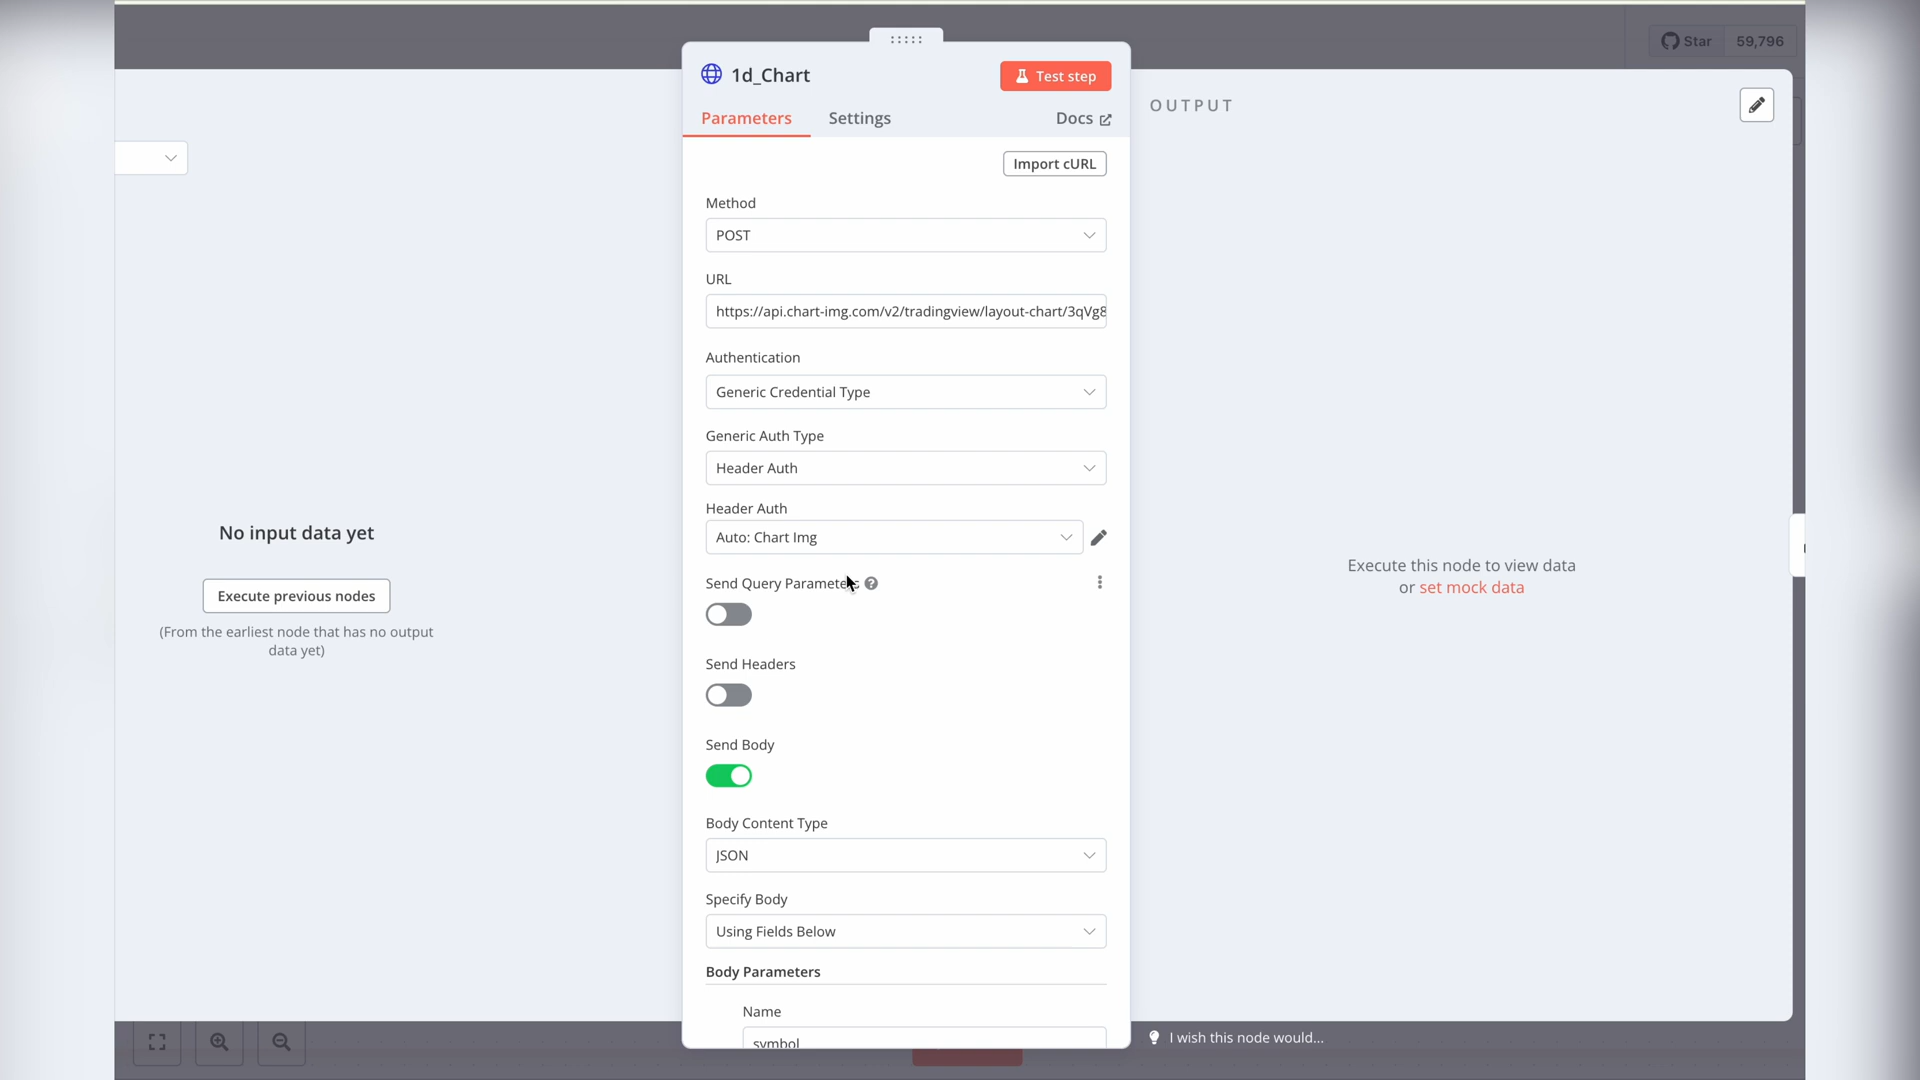 Star 59,796
1d_Chart
Test step
OUTPUT
Parameters Settings Docs
Import cURL
Method
POST
URL
https://api.chart-img.com/v2/tradingview/layout-chart/3qVg8
Authentication
Generic Credential Type
Generic Auth Type
Header Auth
Header Auth
Auto: Chart Img
No input data yet
Execute previous nodes
(From the earliest node that has no output
data yet)
Execute this node to view data
or set mock data
Send Query Parameters
Send Headers
Send Body
Body Content Type
JSON
Specify Body
Using Fields Below
Body Parameters
Name
symbol
I wish this node would...